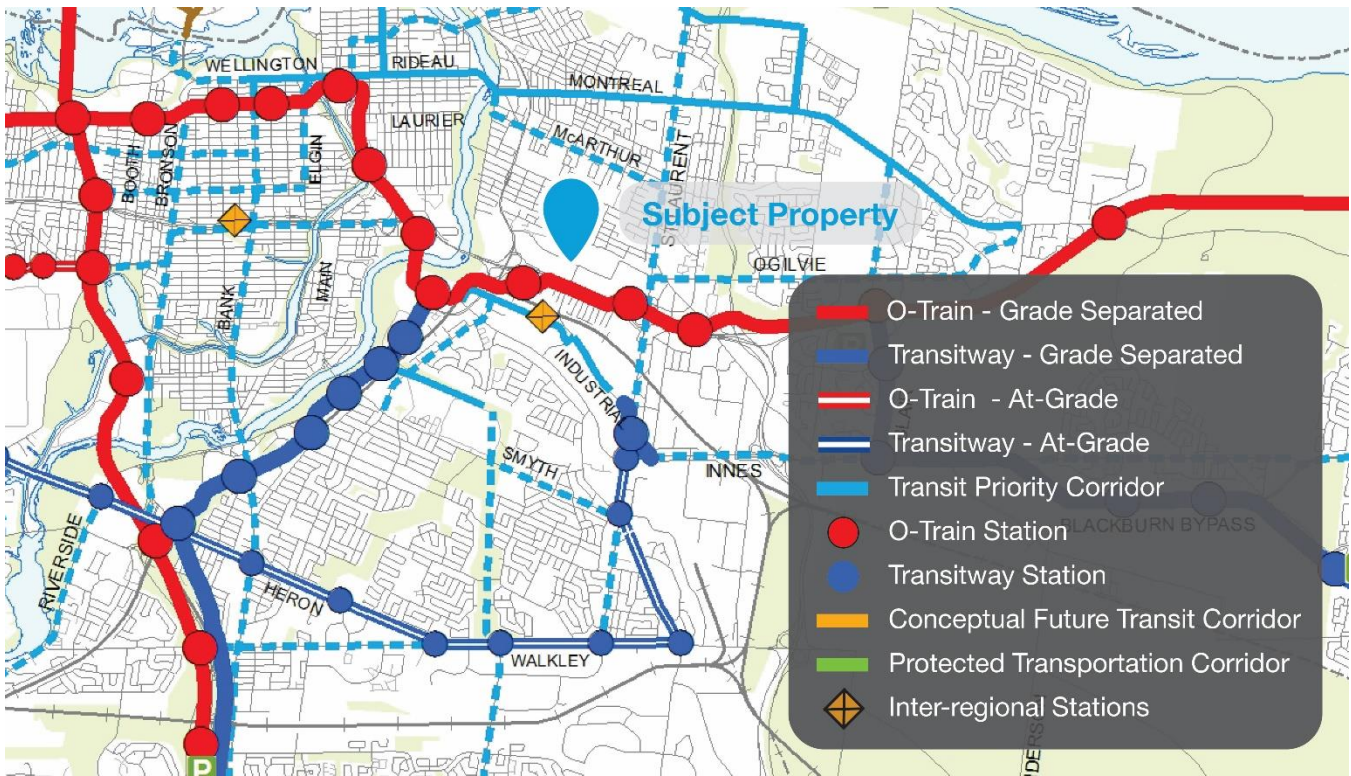 WELLINGTON
RIDEAU
MONTREAL
LAURIER
McARTHUR
BOOTH
BRONSON
ELGIN
ST LAURENT
Subject Property
OGILVIE
MAIN
BANK
INDUSTRIAL
SMYTH
INNES
RIVERSIDE
HERON
WALKLEY
BLACKBURN BYPASS
P
P
O-Train - Grade Separated
Transitway - Grade Separated
O-Train - At-Grade
Transitway - At-Grade
Transit Priority Corridor
O-Train Station
Transitway Station
Conceptual Future Transit Corridor
Protected Transportation Corridor
Inter-regional Stations